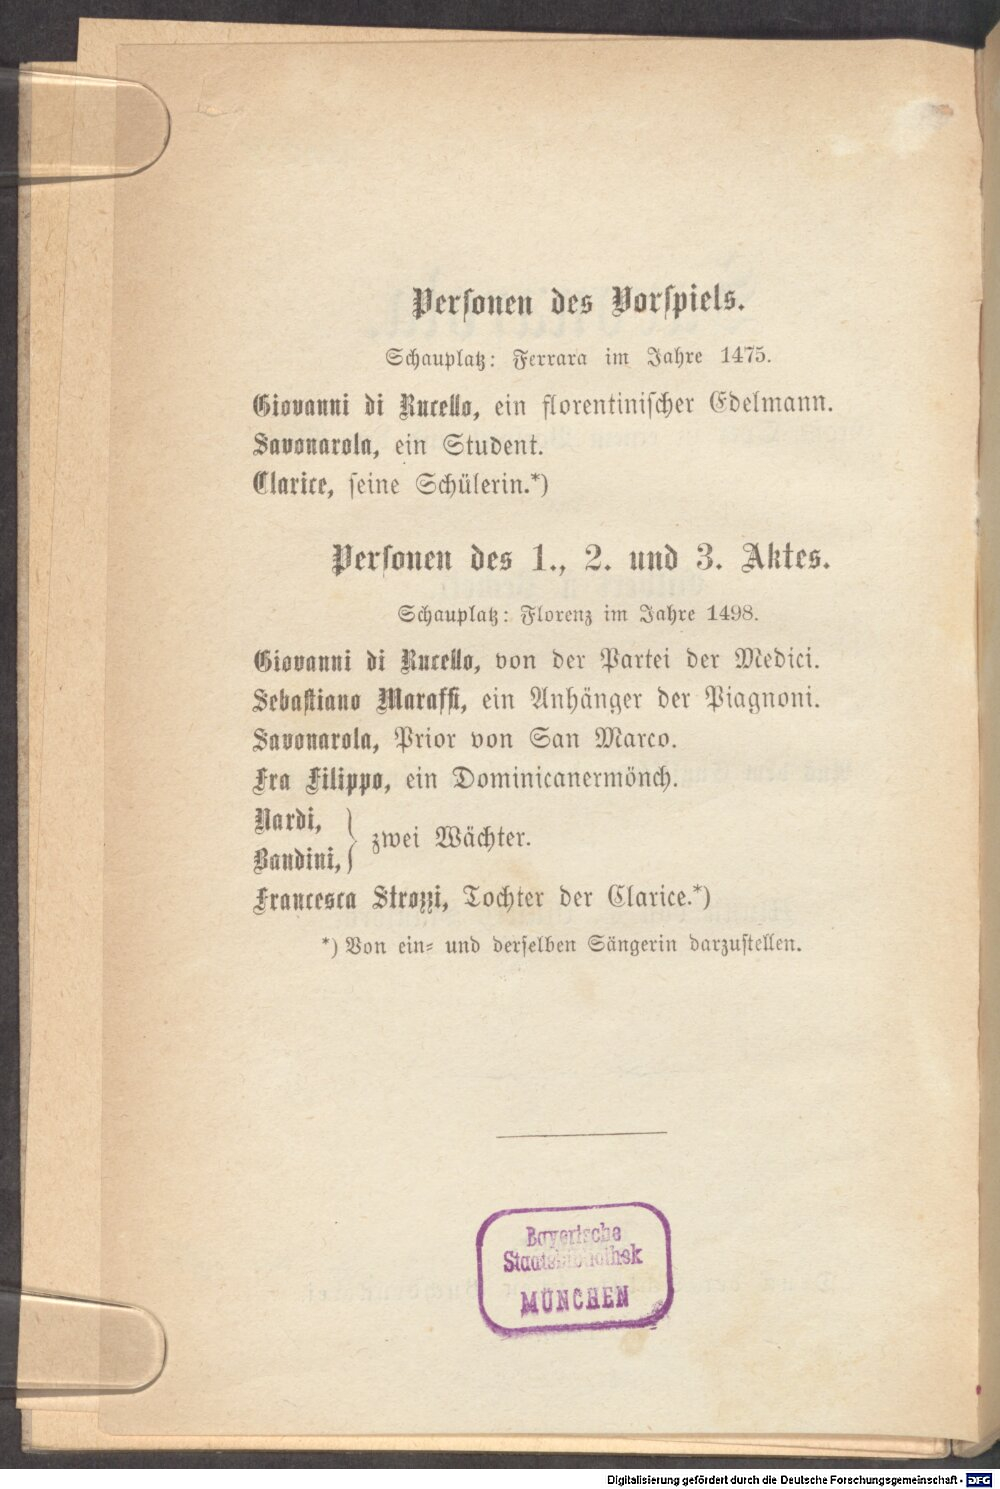 Personen des Vorspiels.
Schauplatz: Ferrara im Jahre 1475.
Giovanni di Rucello, ein florentinischer Edelmann.
Savonarola, ein Student.
Clarice, seine Schülerin.*)
Personen des 1., 2. und 3. Aktes.
Schauplatz: Florenz im Jahre 1498.
Giovanni di Rucello, von der Partei der Medici.
Sebastiano Maraffi, ein Anhänger der Piagnoni.
Savonarola, Prior von San Marco.
Fra Filippo, ein Dominicanermönch.
Nardi,
Bandini, } zwei Wächter.
Francesca Strozzi, Tochter der Clarice.*)
*) Von ein- und derselben Sängerin darzustellen.
Bayerische
Staatsbibliothek
MÜNCHEN
Digitalisierung gefördert durch die Deutsche Forschungsgemeinschaft - DFG